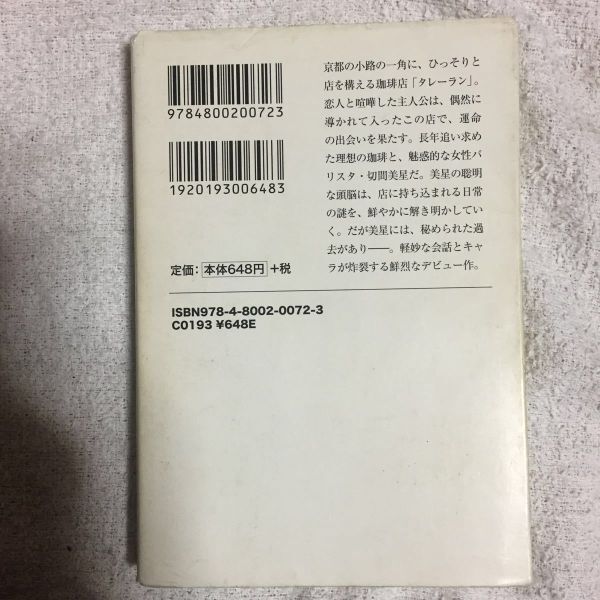 9784800200723
1920193006483
定価：本体648円+税
ISBN978-4-8002-0072-3
C0193 ¥648E
京都の小路の一角に、ひっそりと
店を構える珈琲店「タレーラン」。
恋人と喧嘩した主人公は、偶然に
導かれて入ったこの店で、運命
の出会いを果たす。長年追い求め
た理想の珈琲と、魅惑的な女性バ
リスタ・切間美星だ。美星の聡明
な頭脳は、店に持ち込まれる日常
の謎を、鮮やかに解き明かしてい
く。だが美星には、秘められた過
去があり――。軽妙な会話とキャ
ラが炸裂する鮮烈なデビュー作。